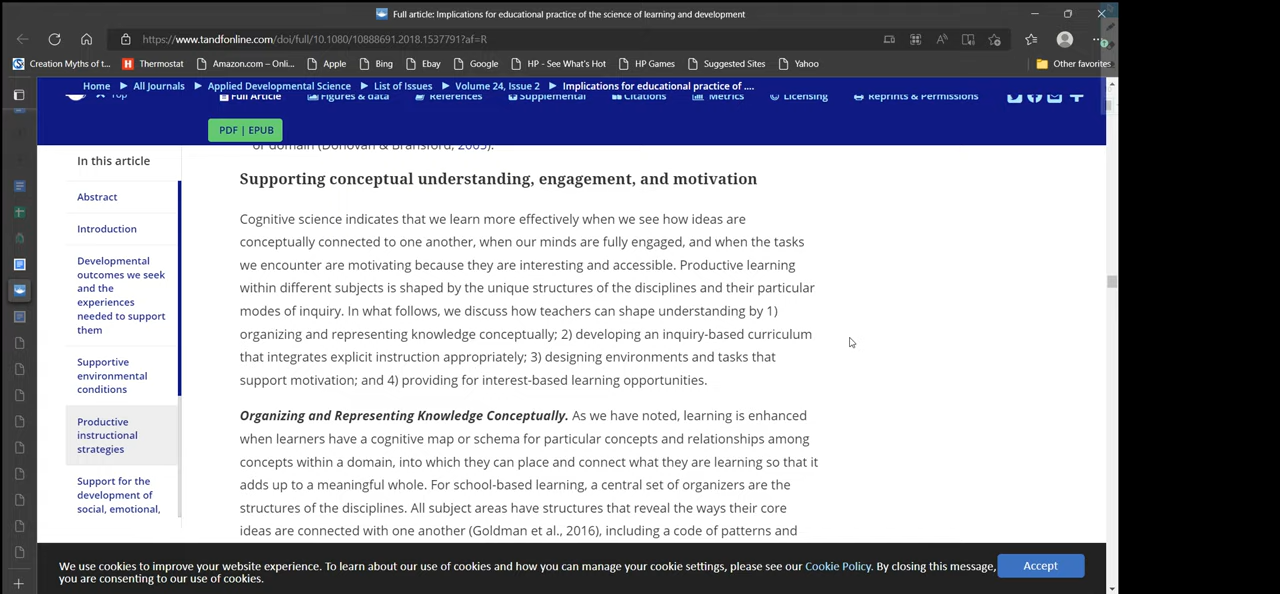 Full article: Implications for educational practice of the science of learning and development
https://www.tandfonline.com/doi/full/10.1080/10888691.2018.1537791?af=R
Creation Myths of t... Thermostat Amazon.com – Onli... Apple Bing Ebay Google HP - See What's Hot HP Games Suggested Sites Yahoo Other favorites
Home All Journals Applied Developmental Science List of Issues Volume 24, Issue 2 Implications for educational practice of ....
Top Full Article Figures & data References Supplemental Citations Metrics Licensing Reprints & Permissions
PDF | EPUB
In this article
Abstract
Introduction
Developmental
outcomes we seek
and the
experiences
needed to support
them
Supportive
environmental
conditions
Productive
instructional
strategies
Support for the
development of
social, emotional,
of domain (Donovan & Bransford, 2005).
Supporting conceptual understanding, engagement, and motivation
Cognitive science indicates that we learn more effectively when we see how ideas are
conceptually connected to one another, when our minds are fully engaged, and when the tasks
we encounter are motivating because they are interesting and accessible. Productive learning
within different subjects is shaped by the unique structures of the disciplines and their particular
modes of inquiry. In what follows, we discuss how teachers can shape understanding by 1)
organizing and representing knowledge conceptually; 2) developing an inquiry-based curriculum
that integrates explicit instruction appropriately; 3) designing environments and tasks that
support motivation; and 4) providing for interest-based learning opportunities.
Organizing and Representing Knowledge Conceptually. As we have noted, learning is enhanced
when learners have a cognitive map or schema for particular concepts and relationships among
concepts within a domain, into which they can place and connect what they are learning so that it
adds up to a meaningful whole. For school-based learning, a central set of organizers are the
structures of the disciplines. All subject areas have structures that reveal the ways their core
ideas are connected with one another (Goldman et al., 2016), including a code of patterns and
We use cookies to improve your website experience. To learn about our use of cookies and how you can manage your cookie settings, please see our Cookie Policy. By closing this message,
you are consenting to our use of cookies.
Accept